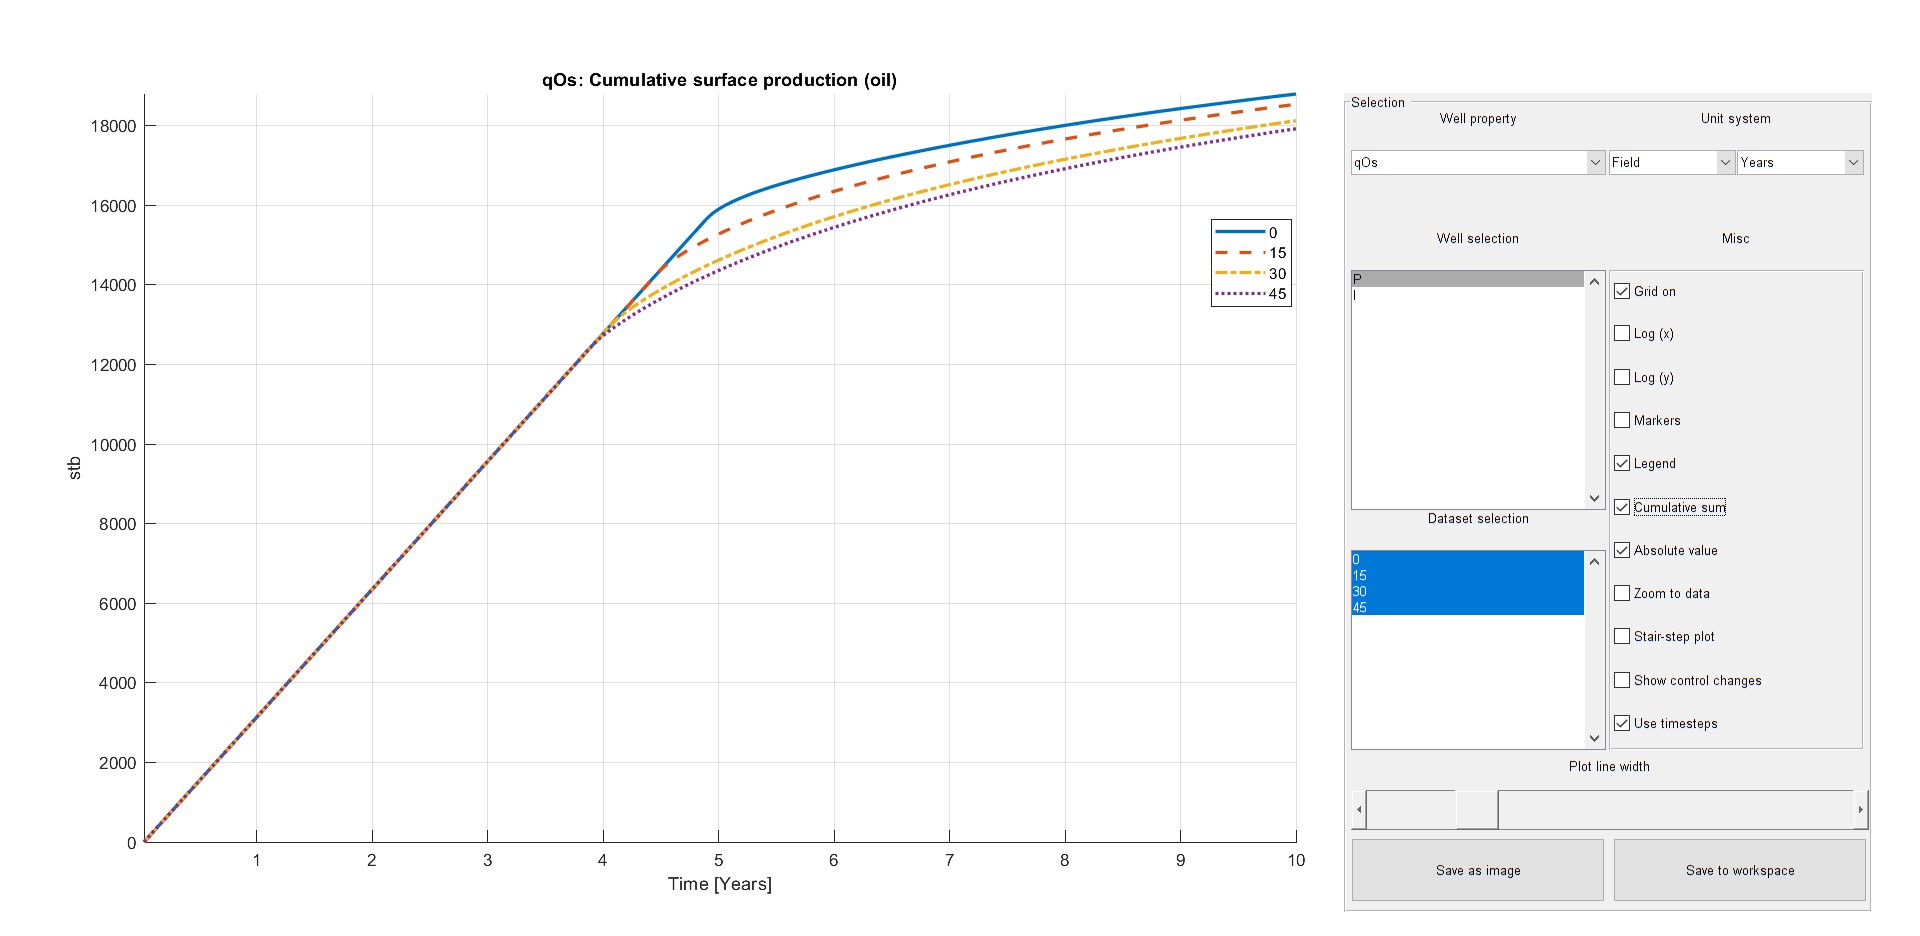 qOs: Cumulative surface production (oil)
18000
16000
14000
12000
10000
8000
6000
4000
2000
0
stb
1 2 3 4 5 6 7 8 9 10
Time [Years]
0
15
30
45
Selection
Well property
Unit system
qOs
Field
Years
Well selection
Misc
P
I
Grid on
Log (x)
Log (y)
Markers
Legend
Cumulative sum
Absolute value
Zoom to data
Stair-step plot
Show control changes
Use timesteps
Dataset selection
0
15
30
45
Plot line width
Save as image
Save to workspace